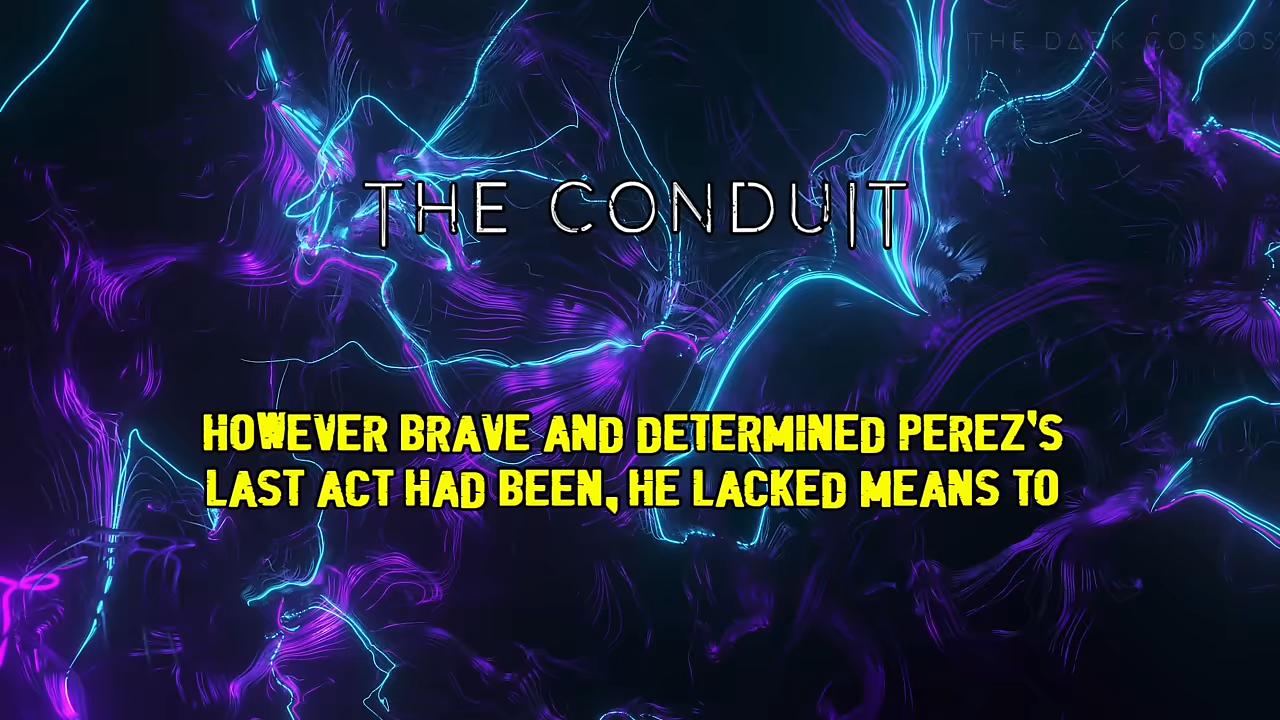 THE DARK COSMOS
THE CONDUIT
HOWEVER BRAVE AND DETERMINED PEREZ'S
LAST ACT HAD BEEN, HE LACKED MEANS TO